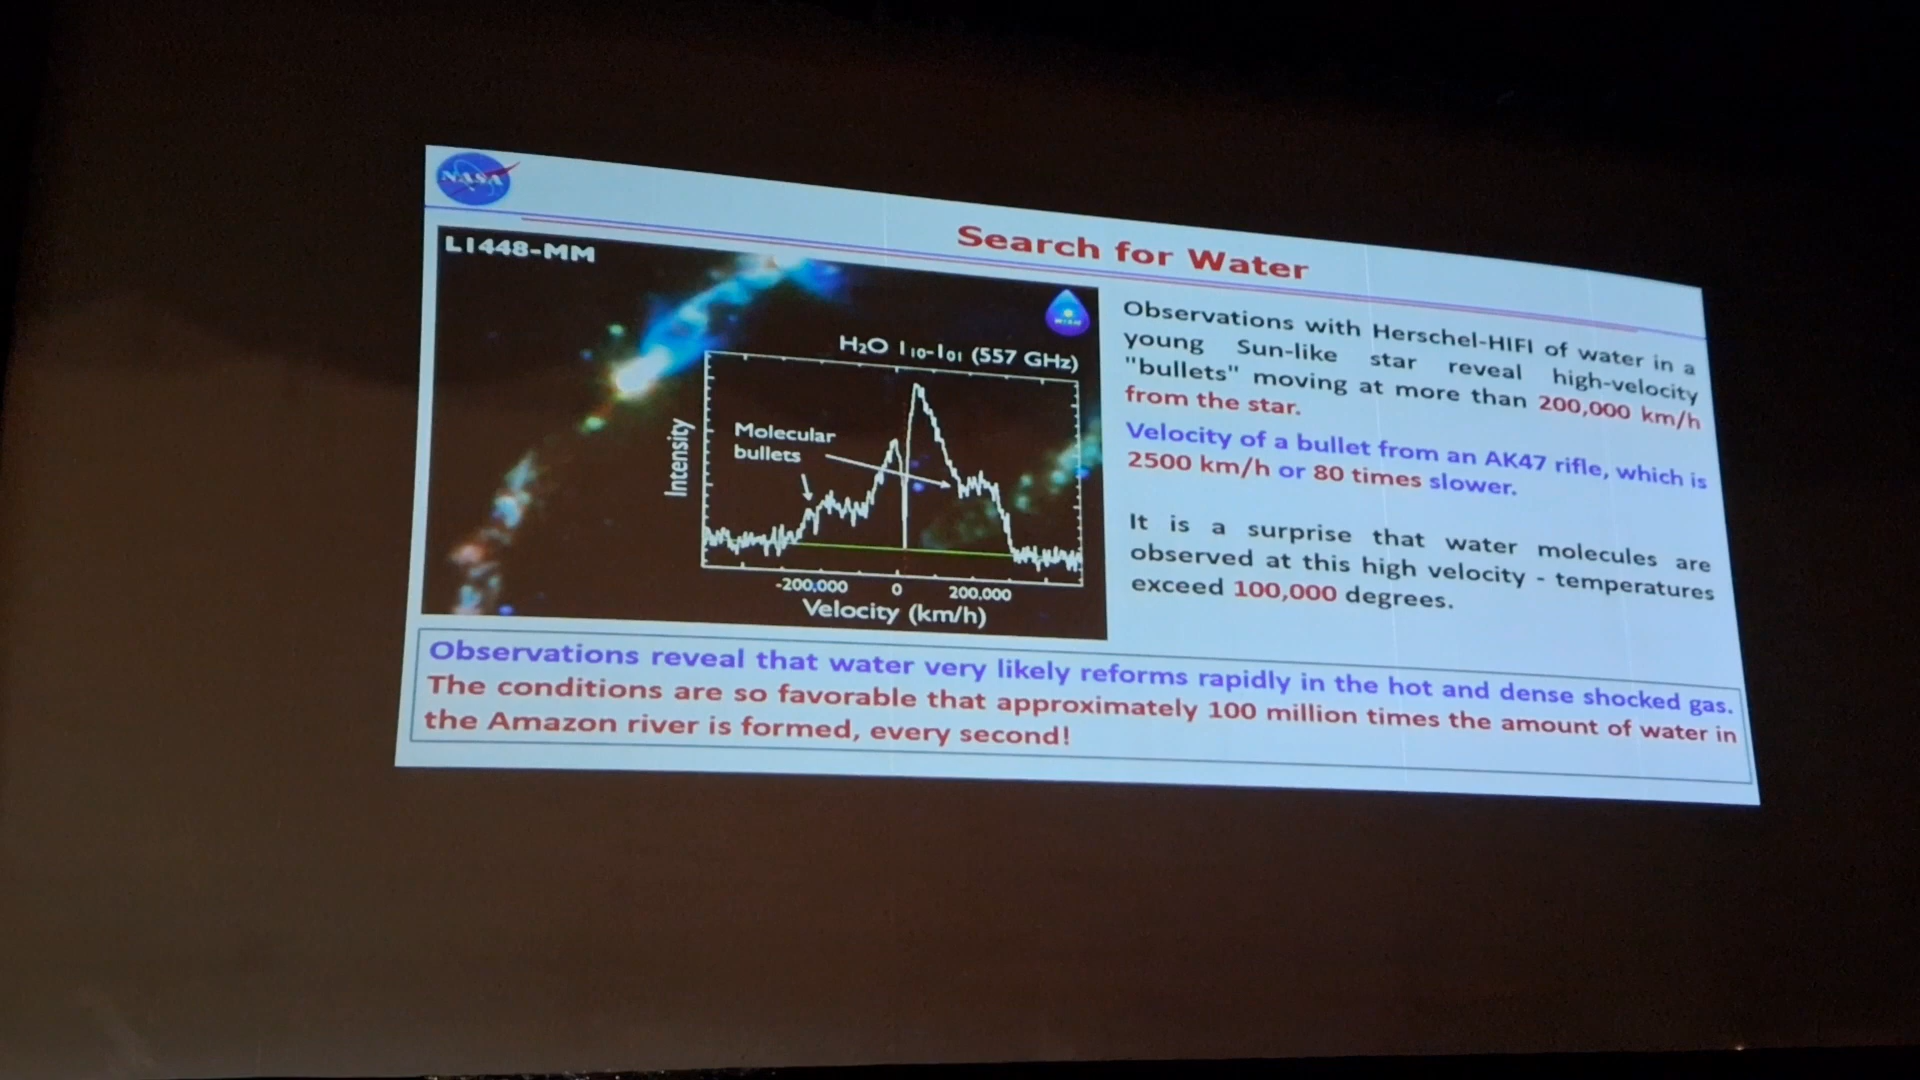 NASA
Search for Water
L1448-MM
H₂O 1₁₀-1₀₁ (557 GHz)
Molecular
bullets
Intensity
-200,000 0 200,000
Velocity (km/h)
Observations with Herschel-HIFI of water in a
young Sun-like star reveal high-velocity
"bullets" moving at more than 200,000 km/h
from the star.
Velocity of a bullet from an AK47 rifle, which is
2500 km/h or 80 times slower.
It is a surprise that water molecules are
observed at this high velocity - temperatures
exceed 100,000 degrees.
Observations reveal that water very likely reforms rapidly in the hot and dense shocked gas.
The conditions are so favorable that approximately 100 million times the amount of water in
the Amazon river is formed, every second!